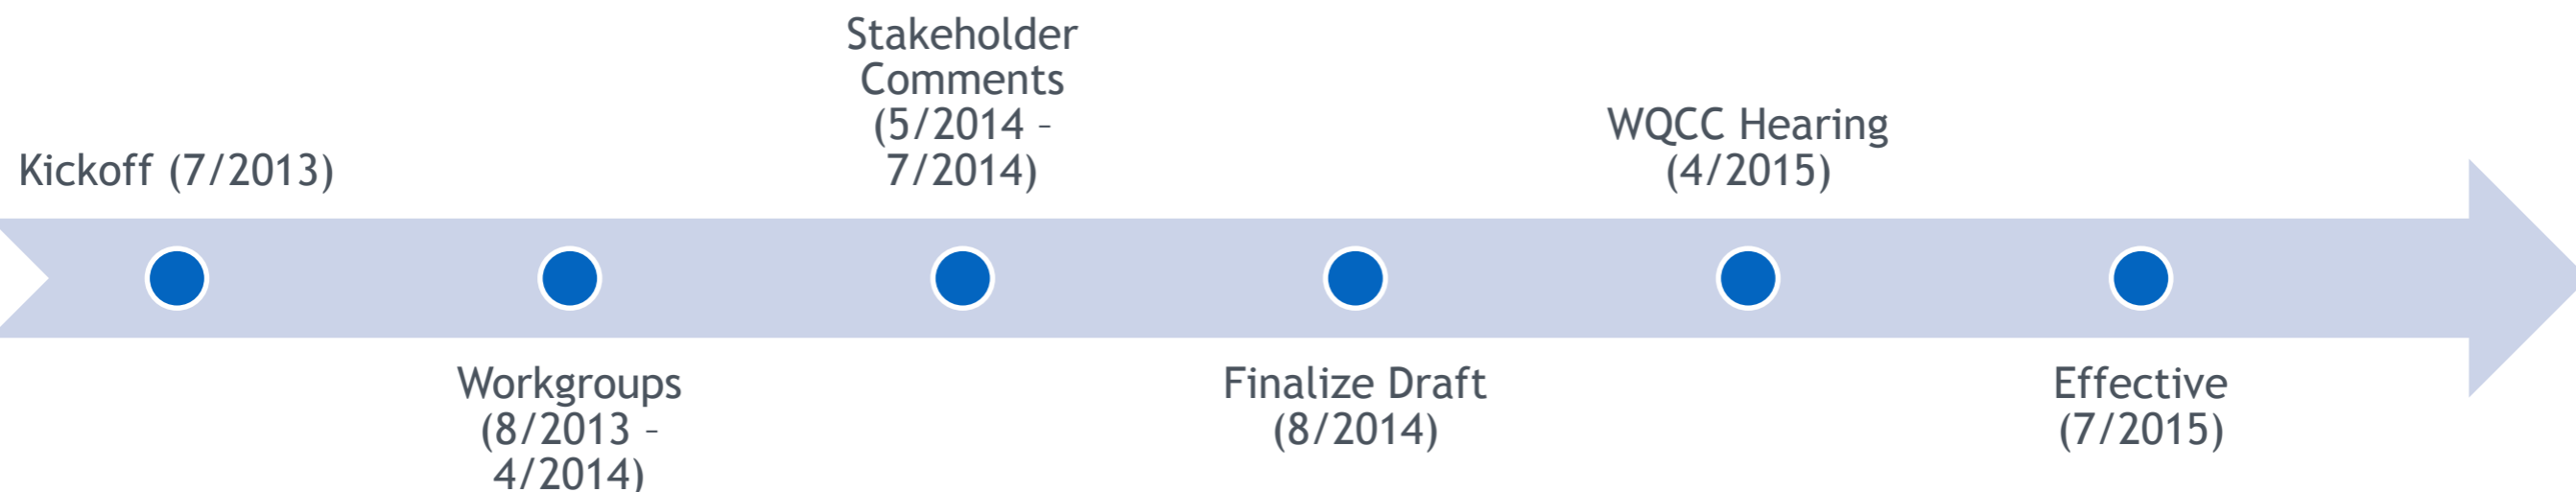 Kickoff (7/2013)
Workgroups
(8/2013 –
4/2014)
Stakeholder
Comments
(5/2014 –
7/2014)
Finalize Draft
(8/2014)
WQCC Hearing
(4/2015)
Effective
(7/2015)